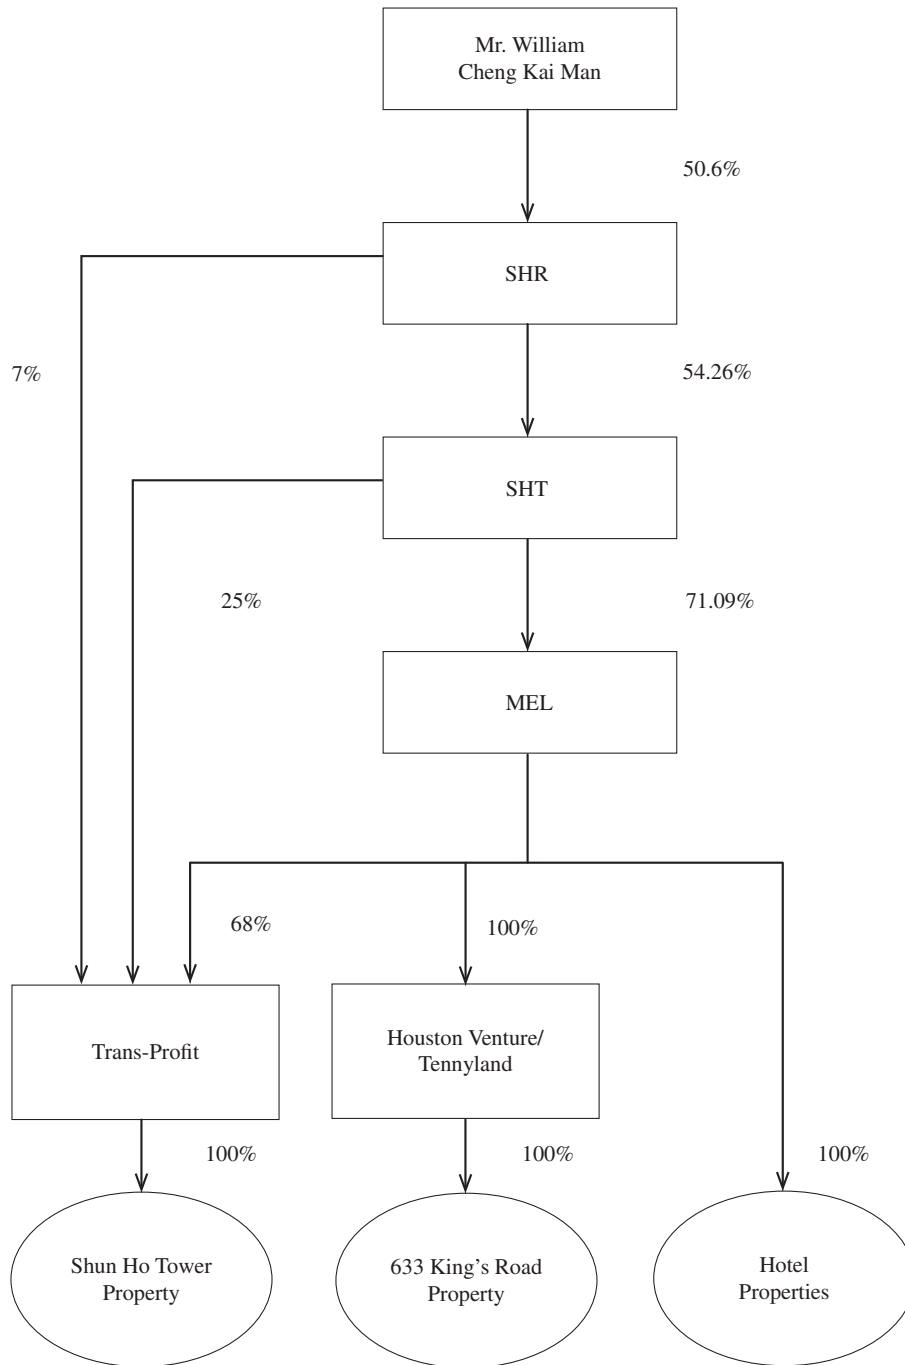 Mr. William
Cheng Kai Man
50.6%
SHR
7%
54.26%
SHT
25%
71.09%
MEL
68%
100%
Trans-Profit
Houston Venture/
Tennyland
100%
100%
100%
Shun Ho Tower
Property
633 King's Road
Property
Hotel
Properties